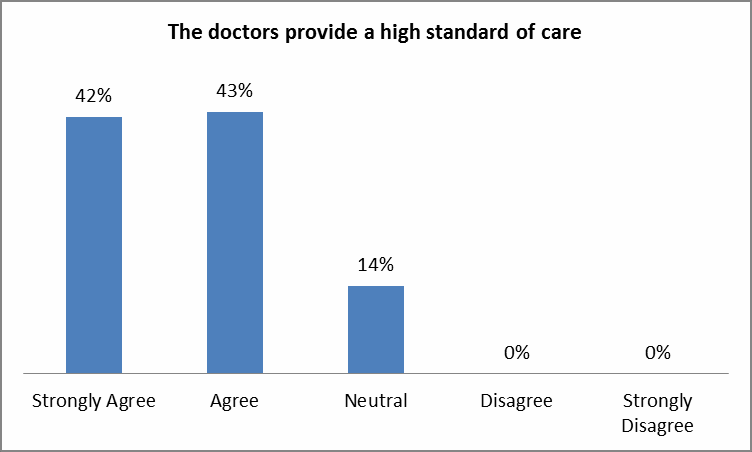 The doctors provide a high standard of care
42%
43%
14%
0%
0%
Strongly Agree
Agree
Neutral
Disagree
Strongly
Disagree